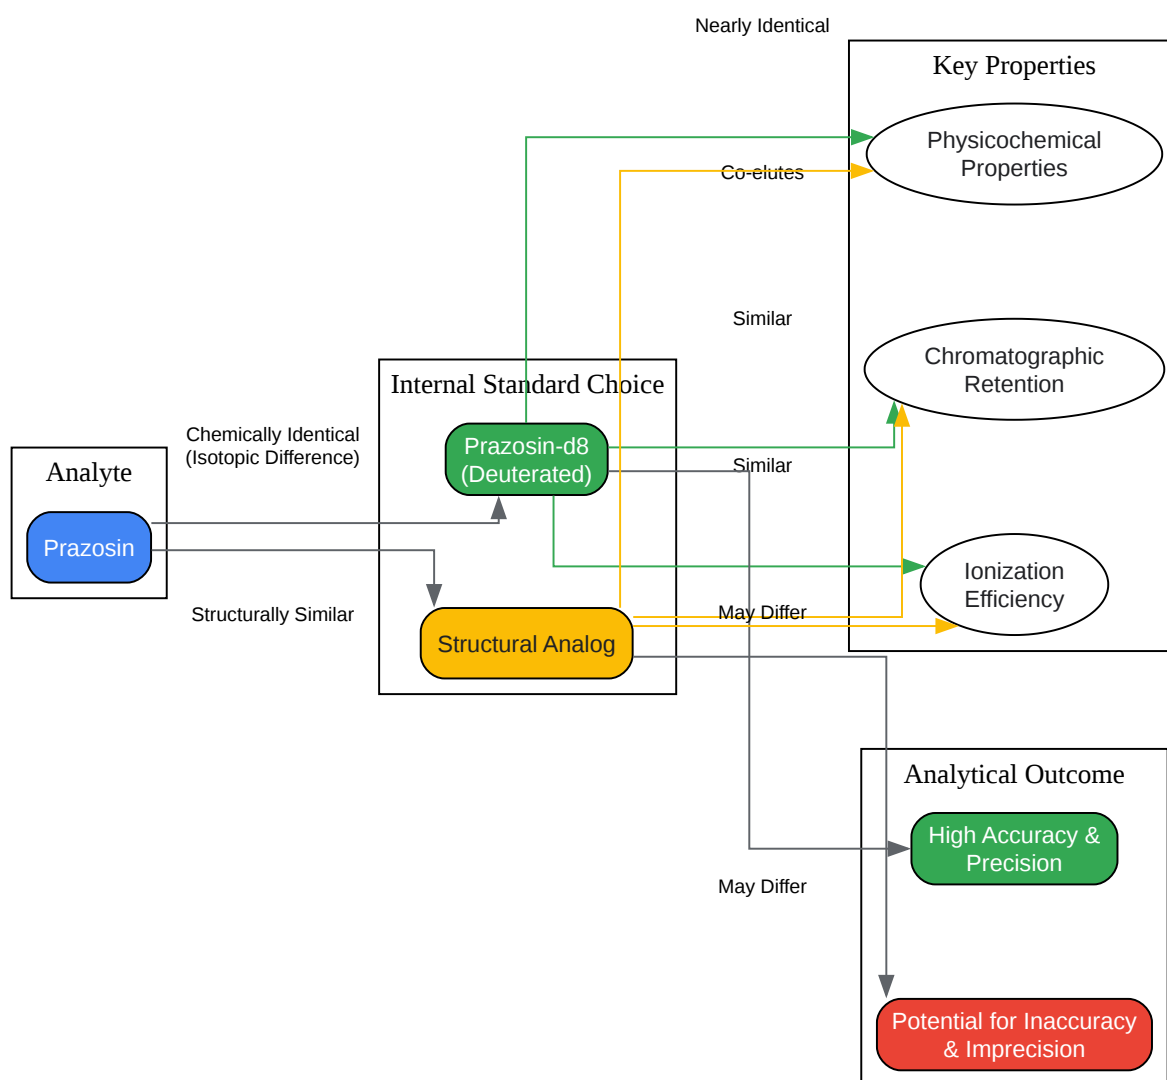 Nearly Identical
Key Properties
Physicochemical
Properties
Co-elutes
Similar
Chromatographic
Retention
Internal Standard Choice
Chemically Identical
(Isotopic Difference)
Prazosin-d8
(Deuterated)
Similar
Analyte
Prazosin
Ionization
Efficiency
Structurally Similar
May Differ
Structural Analog
Analytical Outcome
High Accuracy &
Precision
May Differ
Potential for Inaccuracy
& Imprecision